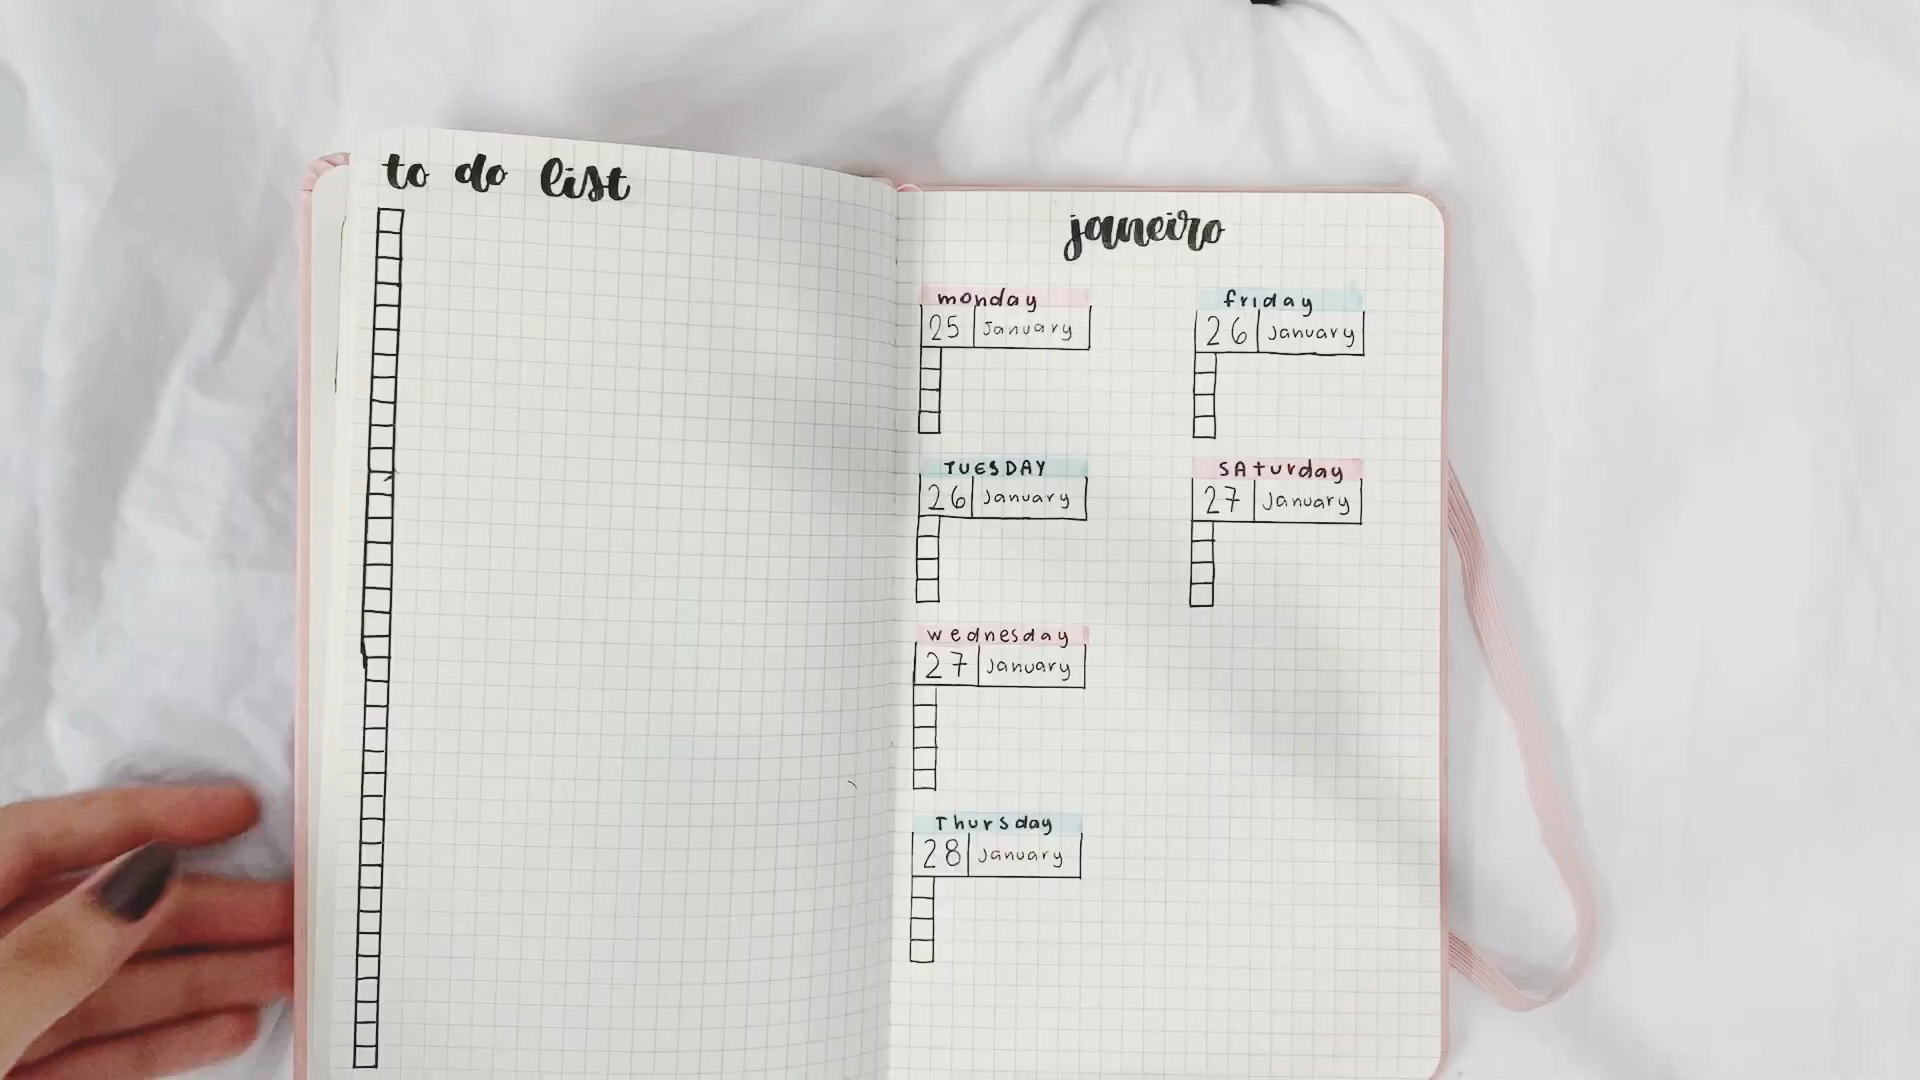 to do list
janeiro
monday
25 January
TUESDAY
26 January
wednesday
27 January
Thursday
28 January
friday
26 January
SAturday
27 January